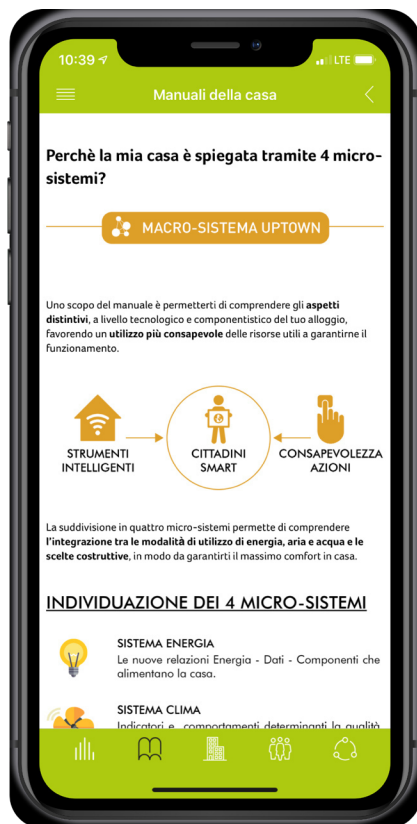 10:39
LTE
Manuali della casa
Perchè la mia casa è spiegata tramite 4 micro-
sistemi?
MACRO-SISTEMA UPTOWN
Uno scopo del manuale è permetterti di comprendere gli aspetti
distintivi, a livello tecnologico e componentistico del tuo alloggio,
favorendo un utilizzo più consapevole delle risorse utili a garantirne il
funzionamento.
STRUMENTI
INTELLIGENTI
CITTADINI
SMART
CONSAPEVOLEZZA
AZIONI
La suddivisione in quattro micro-sistemi permette di comprendere
l'integrazione tra le modalità di utilizzo di energia, aria e acqua e le
scelte costruttive, in modo da garantirti il massimo comfort in casa.
INDIVIDUAZIONE DEI 4 MICRO-SISTEMI
SISTEMA ENERGIA
Le nuove relazioni Energia - Dati - Componenti che
alimentano la casa.
SISTEMA CLIMA
Indicatori e comportamenti determinanti la qualità